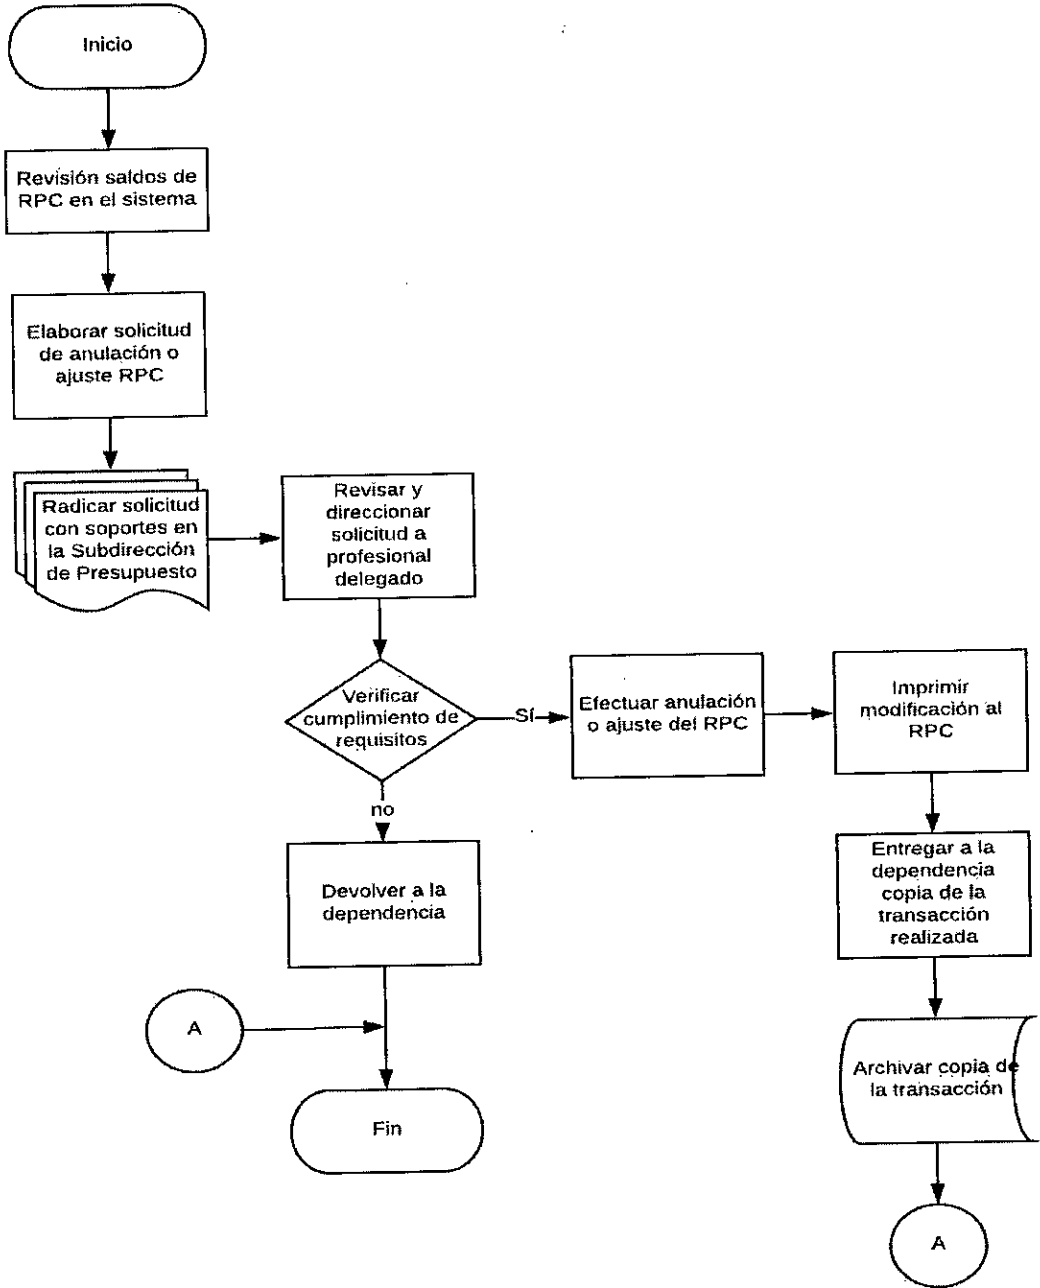 Inicio
Revisión saldos de
RPC en el sistema
Elaborar solicitud
de anulación o
ajuste RPC
Radicar solicitud
con soportes en
la Subdirección
de Presupuesto
Revisar y
direccionar
solicitud a
profesional
delegado
Verificar
cumplimiento de
requisitos
Sí
Efectuar anulación
o ajuste del RPC
Imprimir
modificación al
RPC
no
Devolver a la
dependencia
Entregar a la
dependencia
copia de la
transacción
realizada
A
Fin
Archivar copia de
la transacción
A